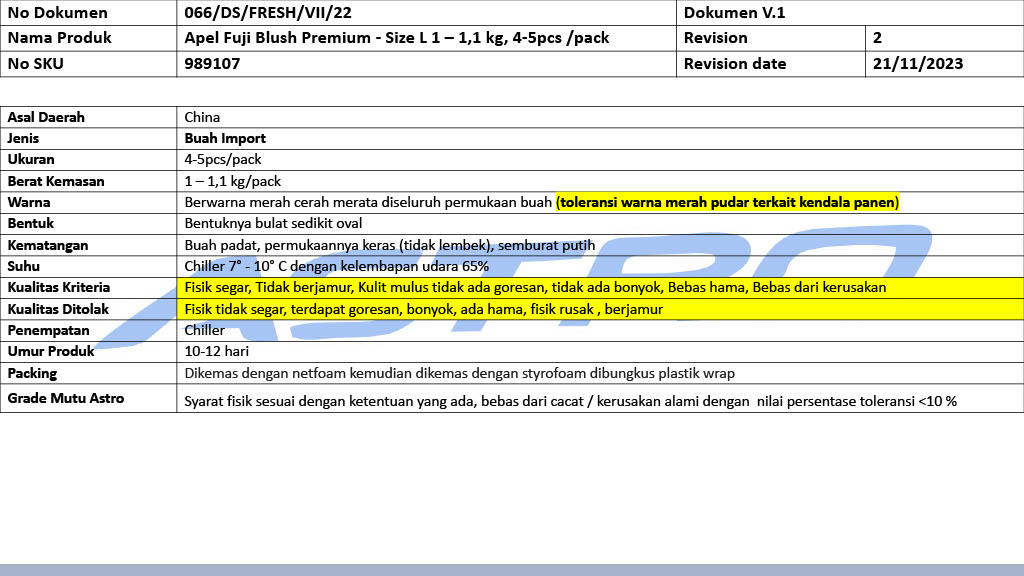 No Dokumen 066/DS/FRESH/VII/22 Dokumen V.1
Nama Produk Apel Fuji Blush Premium - Size L 1 – 1,1 kg, 4-5pcs /pack Revision 2
No SKU 989107 Revision date 21/11/2023
Asal Daerah China
Jenis Buah Import
Ukuran 4-5pcs/pack
Berat Kemasan 1 – 1,1 kg/pack
Warna Berwarna merah cerah merata diseluruh permukaan buah (toleransi warna merah pudar terkait kendala panen)
Bentuk Bentuknya bulat sedikit oval
Kematangan Buah padat, permukaannya keras (tidak lembek), semburat putih
Suhu Chiller 7° - 10° C dengan kelembapan udara 65%
Kualitas Kriteria Fisik segar, Tidak berjamur, Kulit mulus tidak ada goresan, tidak ada bonyok, Bebas hama, Bebas dari kerusakan
Kualitas Ditolak Fisik tidak segar, terdapat goresan, bonyok, ada hama, fisik rusak , berjamur
Penempatan Chiller
Umur Produk 10-12 hari
Packing Dikemas dengan netfoam kemudian dikemas dengan styrofoam dibungkus plastik wrap
Grade Mutu Astro Syarat fisik sesuai dengan ketentuan yang ada, bebas dari cacat / kerusakan alami dengan  nilai persentase toleransi <10 %
ASTRO